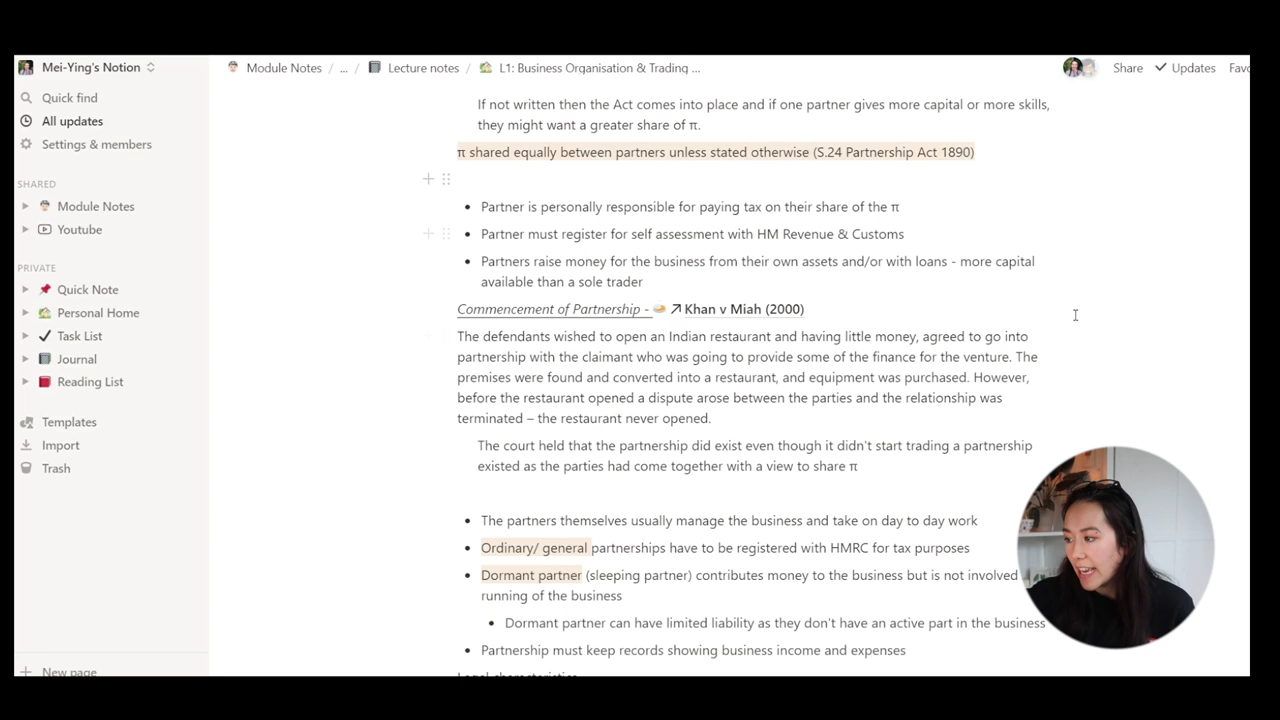 Mei-Ying's Notion
Quick find
All updates
Settings & members
SHARED
Module Notes
Youtube
PRIVATE
Quick Note
Personal Home
Task List
Journal
Reading List
Templates
Import
Trash
New page
Module Notes / ... / Lecture notes / L1: Business Organisation & Trading ...
Share Updates Favo
If not written then the Act comes into place and if one partner gives more capital or more skills,
they might want a greater share of π.
π shared equally between partners unless stated otherwise (S.24 Partnership Act 1890)
• Partner is personally responsible for paying tax on their share of the π
• Partner must register for self assessment with HM Revenue & Customs
• Partners raise money for the business from their own assets and/or with loans - more capital
available than a sole trader
Commencement of Partnership - Khan v Miah (2000)
The defendants wished to open an Indian restaurant and having little money, agreed to go into
partnership with the claimant who was going to provide some of the finance for the venture. The
premises were found and converted into a restaurant, and equipment was purchased. However,
before the restaurant opened a dispute arose between the parties and the relationship was
terminated – the restaurant never opened.
The court held that the partnership did exist even though it didn't start trading a partnership
existed as the parties had come together with a view to share π
• The partners themselves usually manage the business and take on day to day work
• Ordinary/ general partnerships have to be registered with HMRC for tax purposes
• Dormant partner (sleeping partner) contributes money to the business but is not involved
running of the business
• Dormant partner can have limited liability as they don't have an active part in the business
• Partnership must keep records showing business income and expenses
Legal characteristics